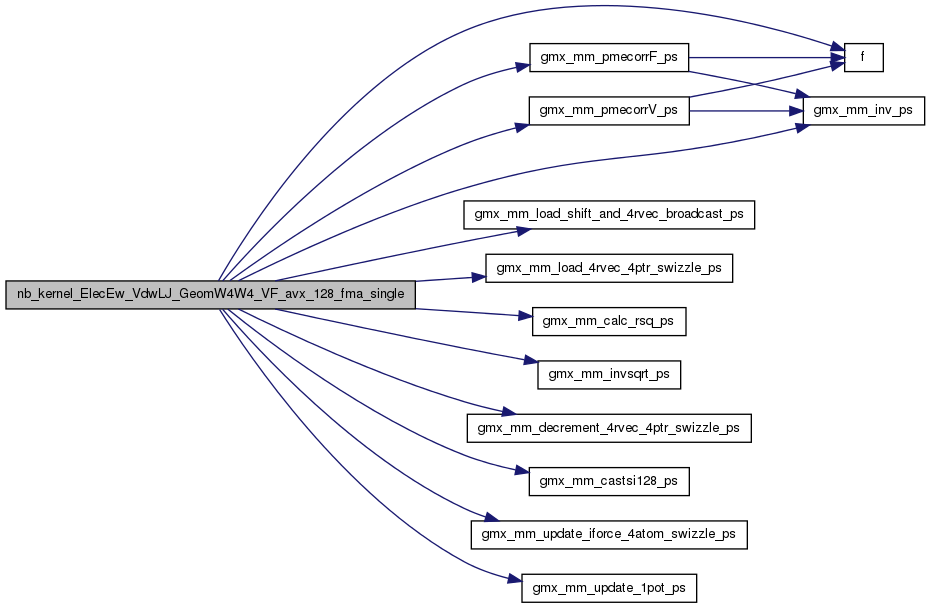 gmx_mm_pmecorrF_ps
f
gmx_mm_pmecorrV_ps
gmx_mm_inv_ps
gmx_mm_load_shift_and_4rvec_broadcast_ps
gmx_mm_load_4rvec_4ptr_swizzle_ps
nb_kernel_ElecEw_VdwLJ_GeomW4W4_VF_avx_128_fma_single
gmx_mm_calc_rsq_ps
gmx_mm_invsqrt_ps
gmx_mm_decrement_4rvec_4ptr_swizzle_ps
gmx_mm_castsi128_ps
gmx_mm_update_iforce_4atom_swizzle_ps
gmx_mm_update_1pot_ps